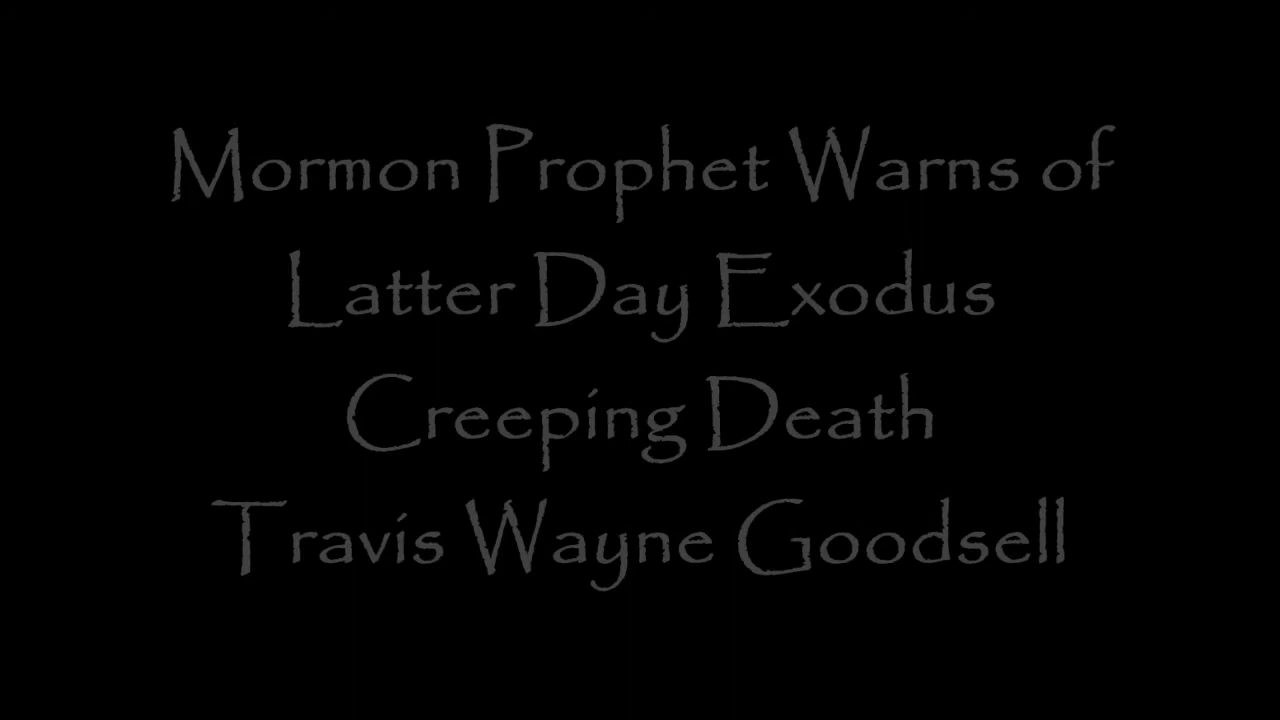 Mormon Prophet Warns of
Latter Day Exodus
Creeping Death
Travis Wayne Goodsell